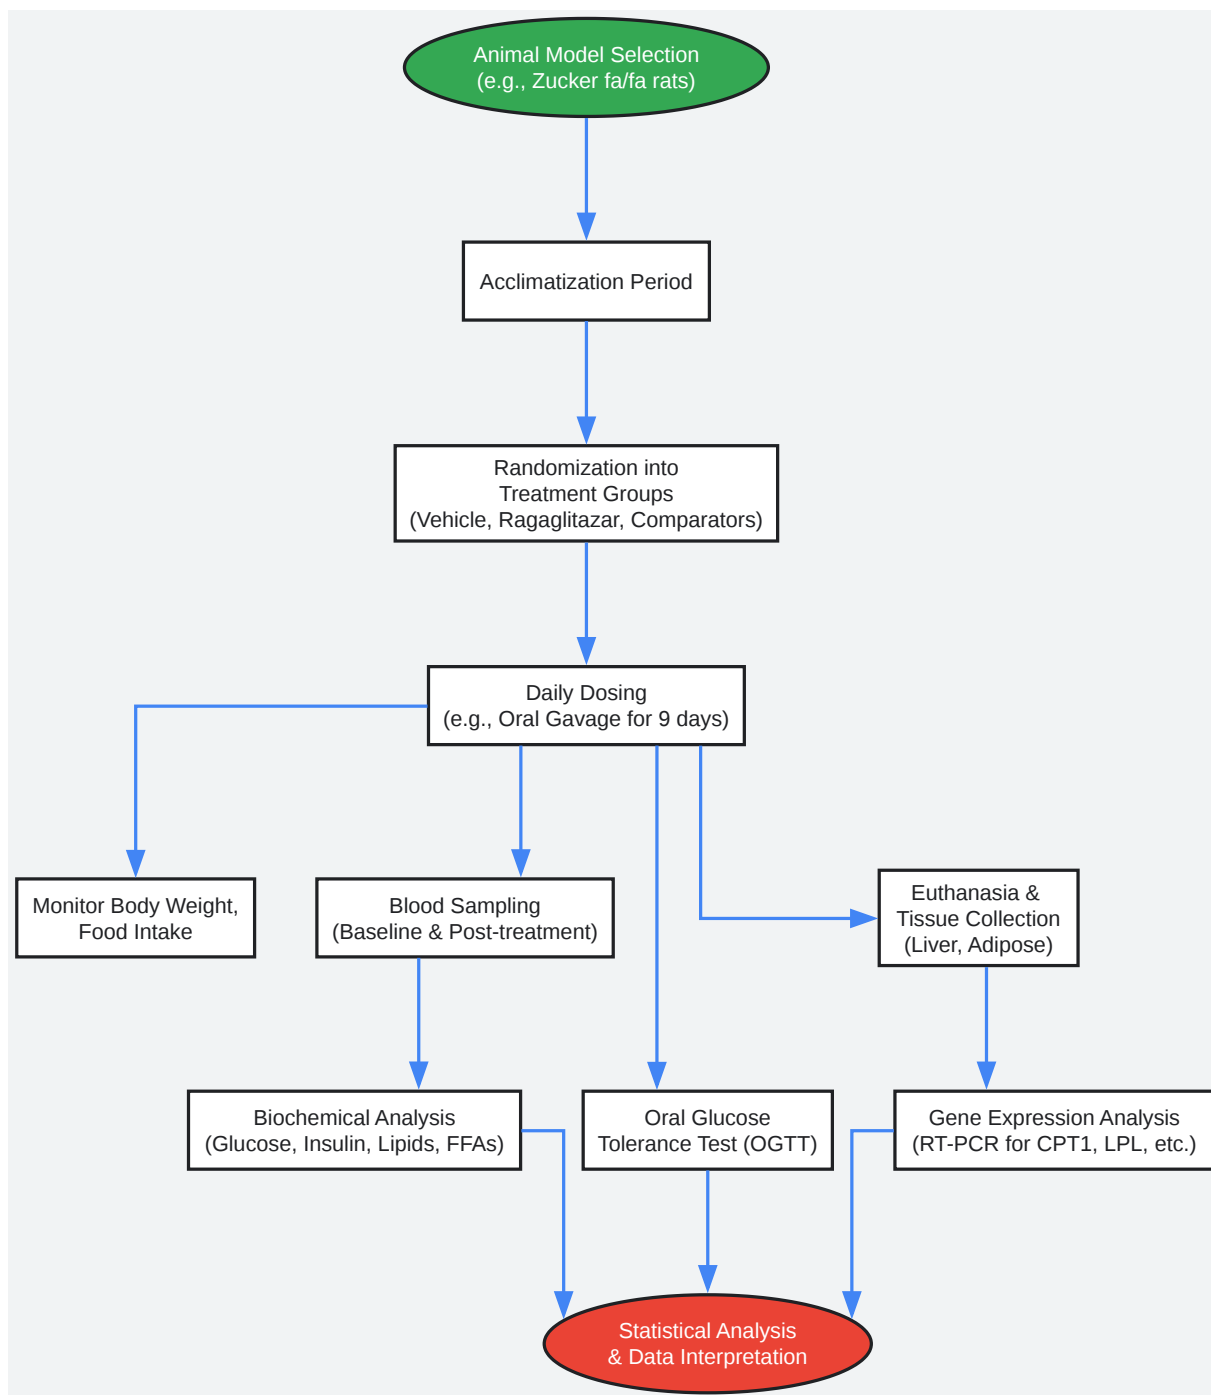 Animal Model Selection
(e.g., Zucker fa/fa rats)
Acclimatization Period
Randomization into
Treatment Groups
(Vehicle, Ragaglitazar, Comparators)
Daily Dosing
(e.g., Oral Gavage for 9 days)
Monitor Body Weight,
Food Intake
Blood Sampling
(Baseline & Post-treatment)
Euthanasia &
Tissue Collection
(Liver, Adipose)
Biochemical Analysis
(Glucose, Insulin, Lipids, FFAs)
Oral Glucose
Tolerance Test (OGTT)
Gene Expression Analysis
(RT-PCR for CPT1, LPL, etc.)
Statistical Analysis
& Data Interpretation